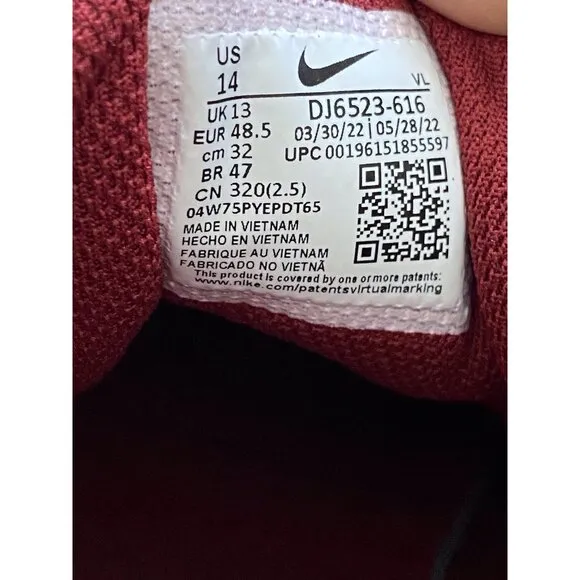 US
14
VL
UK 13
DJ6523-616
EUR 48.5
03/30/22 | 05/28/22
cm 32
UPC 00196151855597
BR 47
CN 320(2.5)
04W75PYEPDT65
MADE IN VIETNAM
HECHO EN VIETNAM
FABRIQUE AU VIETNAM
FABRICADO NO VIETNÃ
This product is covered by one or more patents:
www.nike.com/patentsvirtualmarking